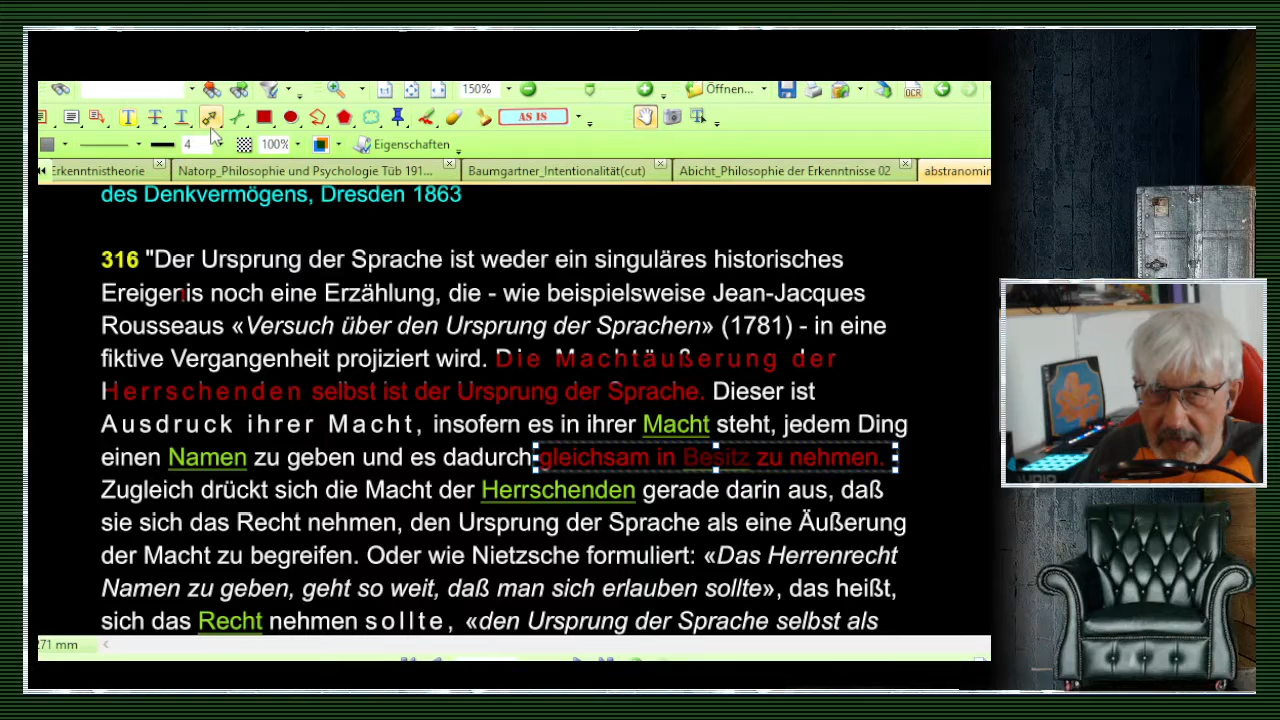 150%
Öffnen...
OCR
AS IS
4
100%
Eigenschaften
Erkenntnistheorie
Natorp_Philosophie und Psychologie Tüb 191...
Baumgartner_Intentionalität(cut)
Abicht_Philosophie der Erkenntnisse 02
abstranomin
des Denkvermögens, Dresden 1863
316 "Der Ursprung der Sprache ist weder ein singuläres historisches
Ereigenis noch eine Erzählung, die - wie beispielsweise Jean-Jacques
Rousseaus «Versuch über den Ursprung der Sprachen» (1781) - in eine
fiktive Vergangenheit projiziert wird. Die Machtäußerung der
Herrschenden selbst ist der Ursprung der Sprache. Dieser ist
Ausdruck ihrer Macht, insofern es in ihrer Macht steht, jedem Ding
einen Namen zu geben und es dadurch gleichsam in Besitz zu nehmen.
Zugleich drückt sich die Macht der Herrschenden gerade darin aus, daß
sie sich das Recht nehmen, den Ursprung der Sprache als eine Äußerung
der Macht zu begreifen. Oder wie Nietzsche formuliert: «Das Herrenrecht
Namen zu geben, geht so weit, daß man sich erlauben sollte», das heißt,
sich das Recht nehmen sollte, «den Ursprung der Sprache selbst als
271 mm